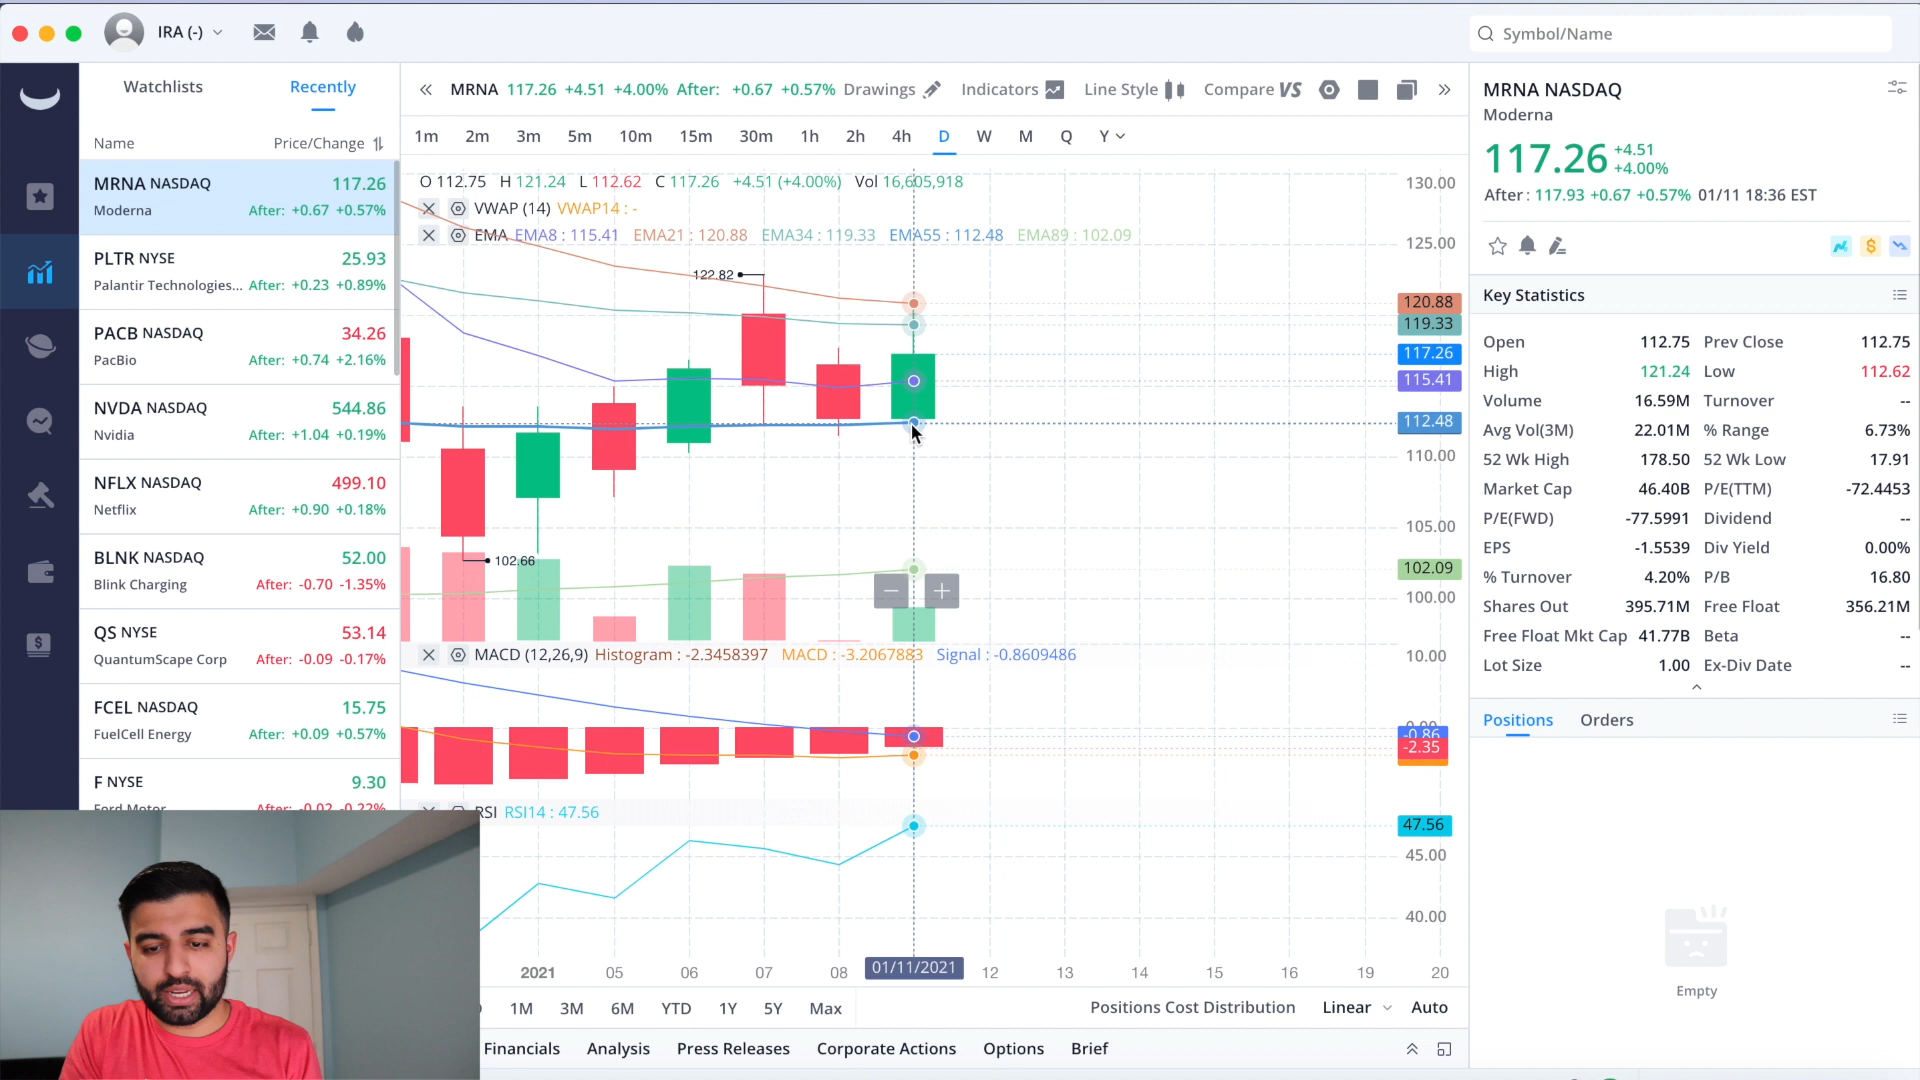 IRA (-)
Symbol/Name
Watchlists Recently
Name Price/Change
MRNA NASDAQ 117.26
Moderna After: +0.67 +0.57%
PLTR NYSE 25.93
Palantir Technologies... After: +0.23 +0.89%
PACB NASDAQ 34.26
PacBio After: +0.74 +2.16%
NVDA NASDAQ 544.86
Nvidia After: +1.04 +0.19%
NFLX NASDAQ 499.10
Netflix After: +0.90 +0.18%
BLNK NASDAQ 52.00
Blink Charging After: -0.70 -1.35%
QS NYSE 53.14
QuantumScape Corp After: -0.09 -0.17%
FCEL NASDAQ 15.75
FuelCell Energy After: +0.09 +0.57%
F NYSE 9.30
Ford Motor After: -0.02 -0.22%
MRNA 117.26 +4.51 +4.00% After: +0.67 +0.57% Drawings Indicators Line Style Compare VS
1m 2m 3m 5m 10m 15m 30m 1h 2h 4h D W M Q Y
O 112.75 H 121.24 L 112.62 C 117.26 +4.51 (+4.00%) Vol 16,605,918
VWAP (14) VWAP14 : -
EMA EMA8 : 115.41 EMA21 : 120.88 EMA34 : 119.33 EMA55 : 112.48 EMA89 : 102.09
130.00
125.00
122.82
120.88
119.33
117.26
115.41
112.48
110.00
105.00
102.66
102.09
100.00
MACD (12,26,9) Histogram : -2.3458397 MACD : -3.2067883 Signal : -0.8609486
10.00
0.00
-0.86
-2.35
RSI RSI14 : 47.56
47.56
45.00
40.00
2021 05 06 07 08 01/11/2021 12 13 14 15 16 19 20
1M 3M 6M YTD 1Y 5Y Max Positions Cost Distribution Linear Auto
Financials Analysis Press Releases Corporate Actions Options Brief
MRNA NASDAQ
Moderna
117.26 +4.51
+4.00%
After : 117.93 +0.67 +0.57% 01/11 18:36 EST
$
Key Statistics
Open 112.75 Prev Close 112.75
High 121.24 Low 112.62
Volume 16.59M Turnover --
Avg Vol(3M) 22.01M % Range 6.73%
52 Wk High 178.50 52 Wk Low 17.91
Market Cap 46.40B P/E(TTM) -72.4453
P/E(FWD) -77.5991 Dividend --
EPS -1.5539 Div Yield 0.00%
% Turnover 4.20% P/B 16.80
Shares Out 395.71M Free Float 356.21M
Free Float Mkt Cap 41.77B Beta --
Lot Size 1.00 Ex-Div Date --
Positions Orders
Empty